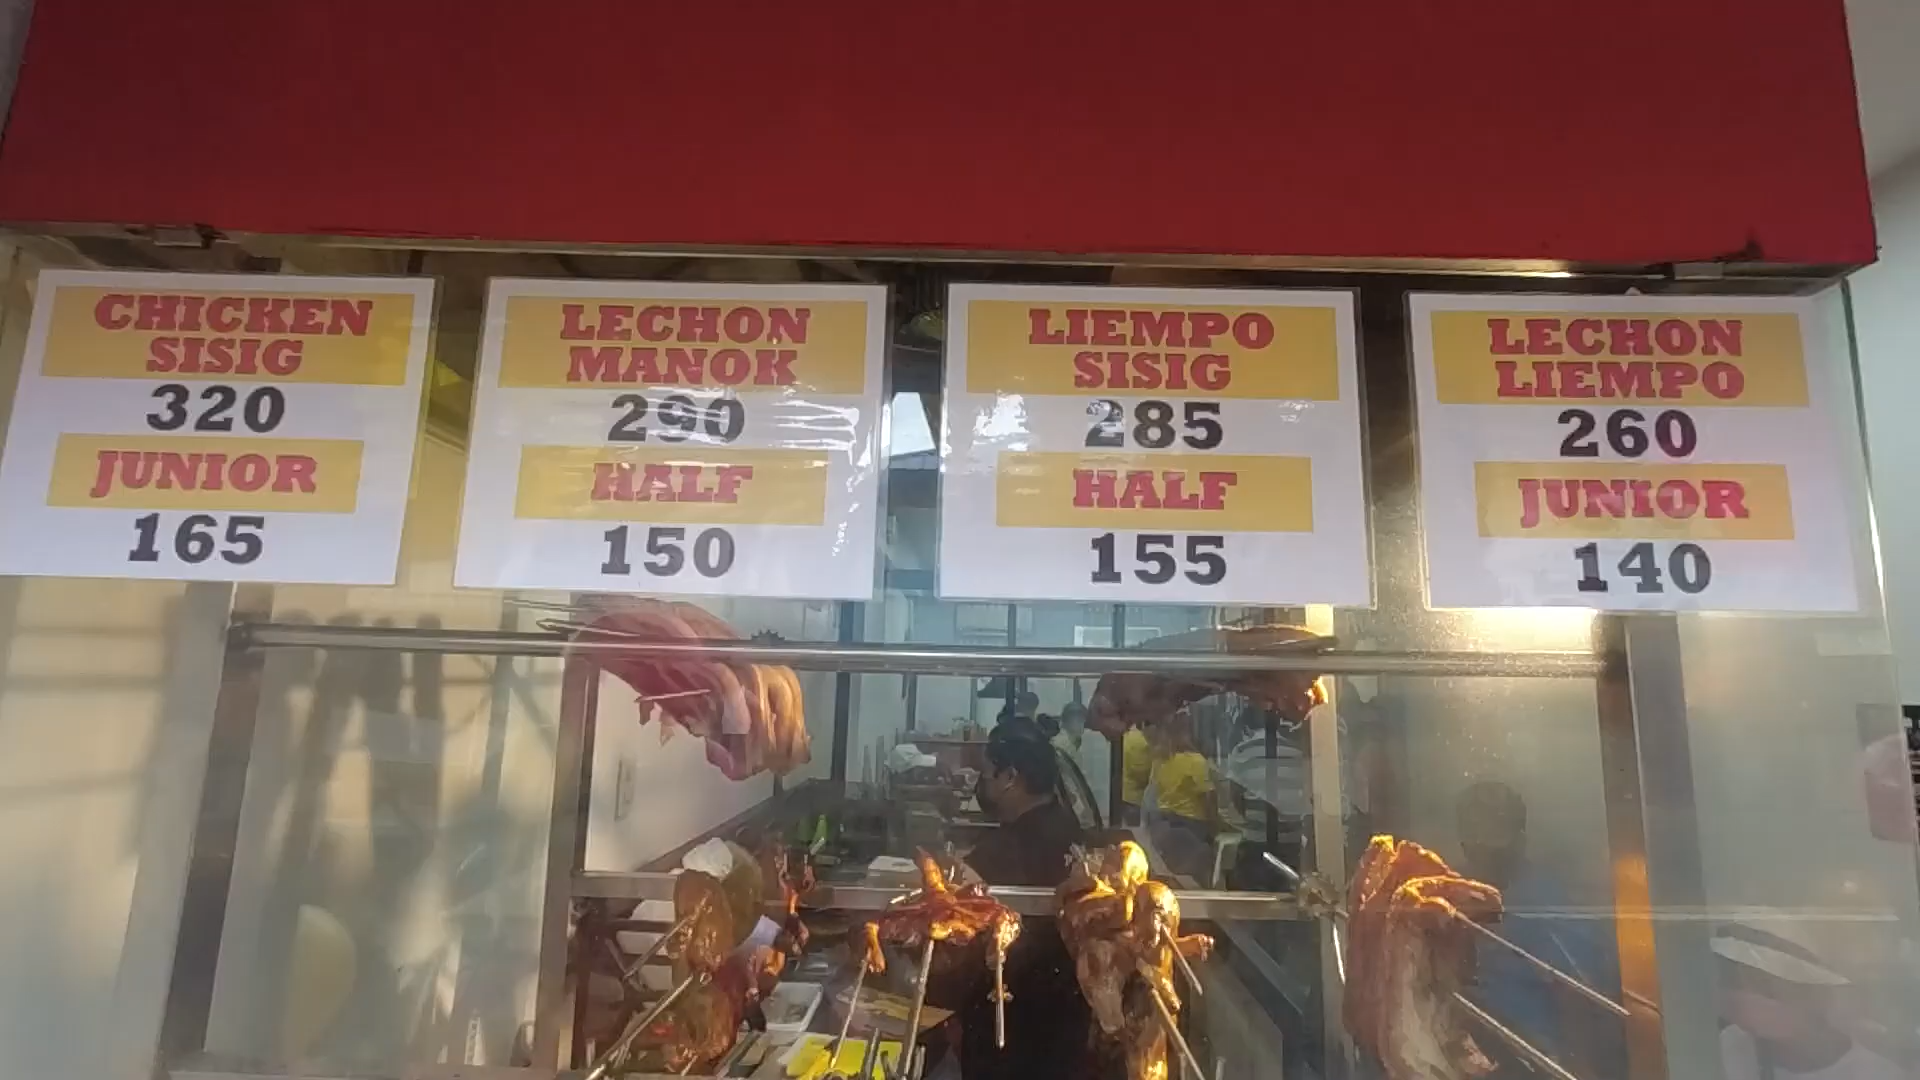 CHICKEN
SISIG
320
JUNIOR
165
LECHON
MANOK
290
HALF
150
LIEMPO
SISIG
285
HALF
155
LECHON
LIEMPO
260
JUNIOR
140